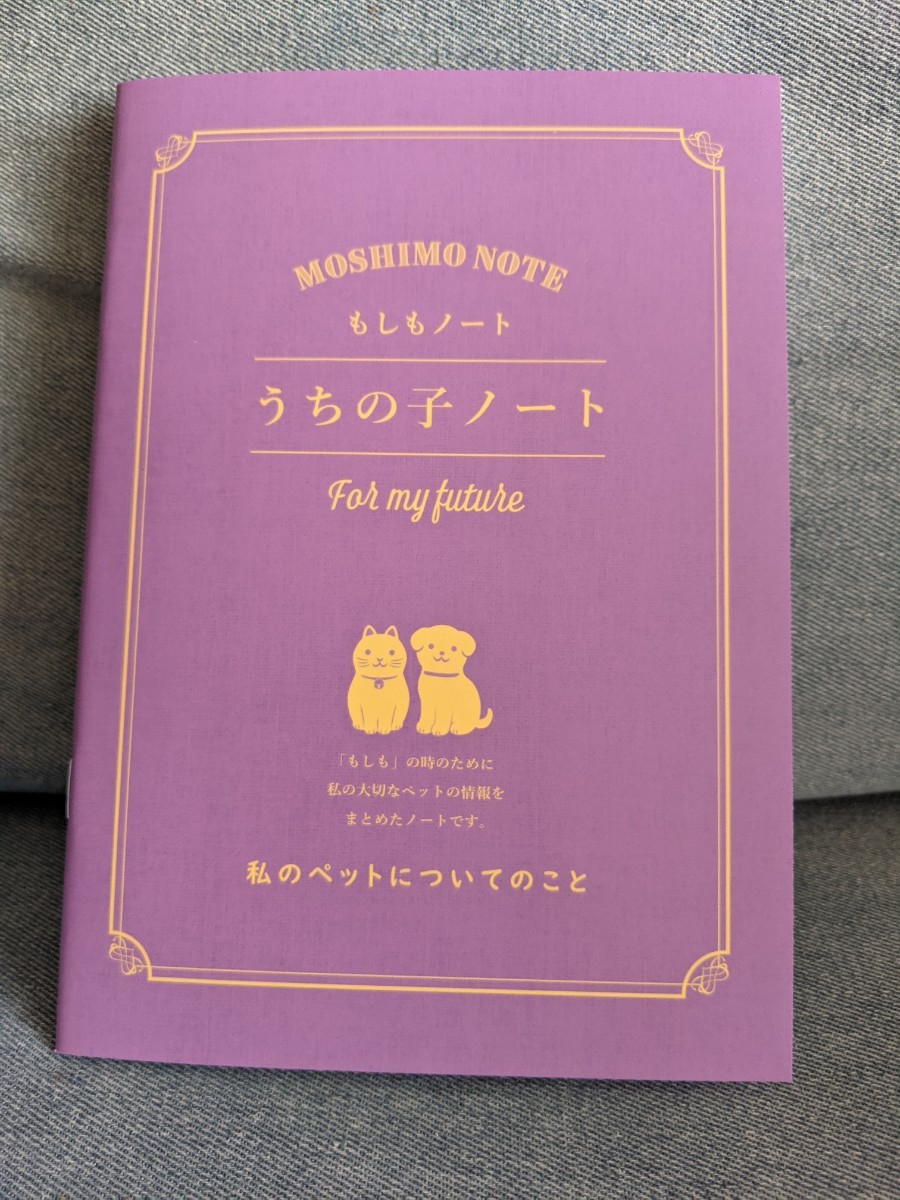 MOSHIMO NOTE
もしもノート
うちの子ノート
For my future
「もしも」の時のために
私の大切なペットの情報を
まとめたノートです。
私のペットについてのこと